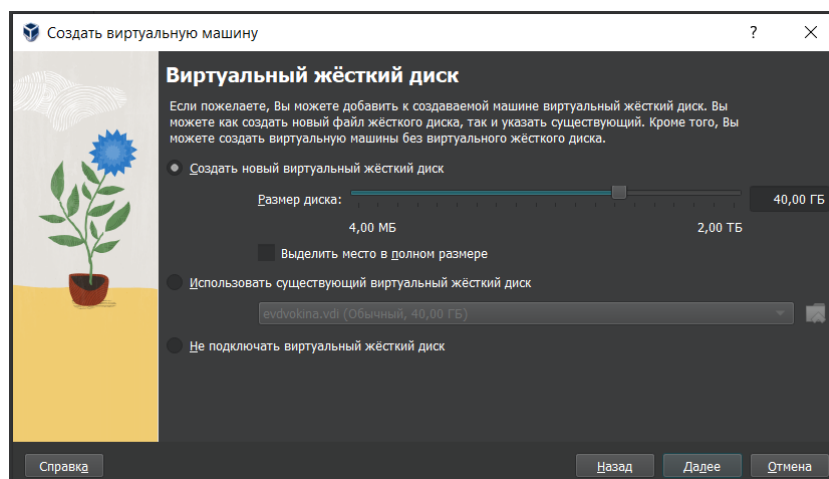 Создать виртуальную машину
Виртуальный жёсткий диск
Если пожелаете, Вы можете добавить к создаваемой машине виртуальный жёсткий диск. Вы
можете как создать новый файл жёсткого диска, так и указать существующий. Кроме того, Вы
можете создать виртуальную машины без виртуального жёсткого диска.
Создать новый виртуальный жёсткий диск
Размер диска: 40,00 ГБ
4,00 МБ 2,00 ТБ
Выделить место в полном размере
Использовать существующий виртуальный жёсткий диск
evdvokina.vdi (Обычный, 40,00 ГБ)
Не подключать виртуальный жёсткий диск
Справка Назад Далее Отмена